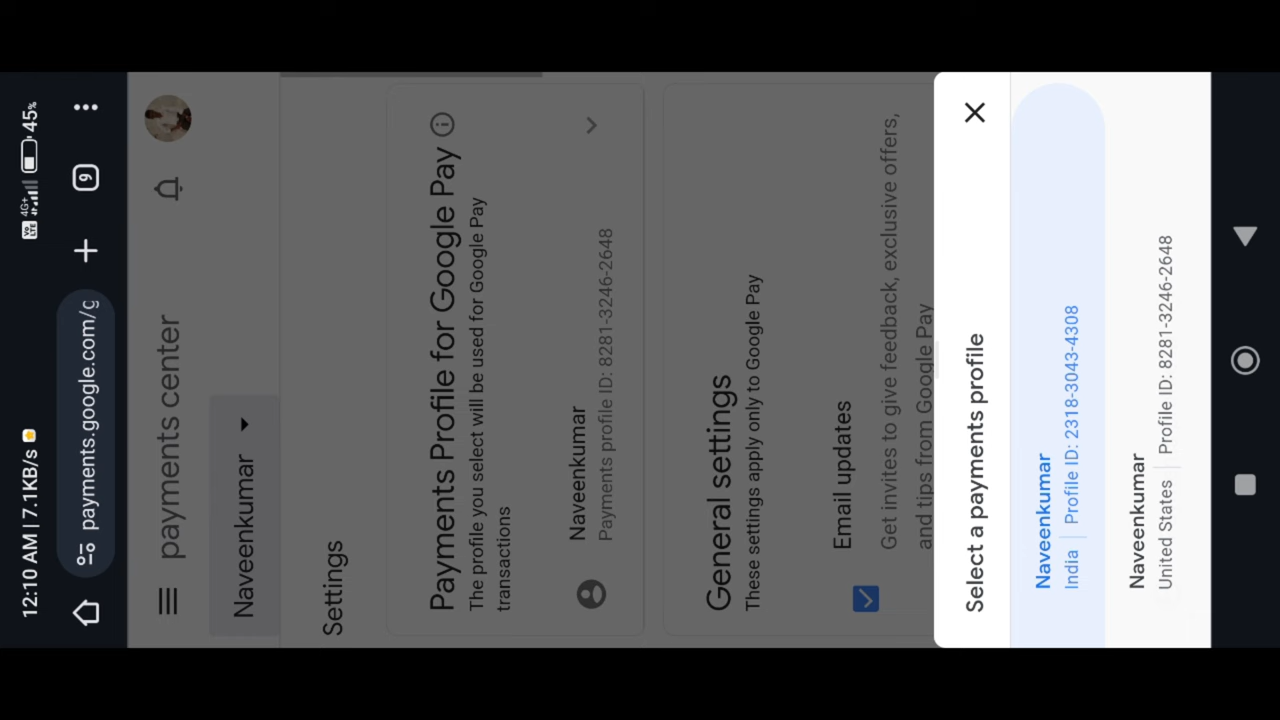 12:10 AM | 7.1KB/s 4G+ Vo LTE 45%
payments.google.com/g 9
payments center
Naveenkumar
Settings
Payments Profile for Google Pay
The profile you select will be used for Google Pay
transactions
Naveenkumar
Payments profile ID: 8281-3246-2648
General settings
These settings apply only to Google Pay
Email updates
Get invites to give feedback, exclusive offers,
and tips from Google Pay
Select a payments profile
Naveenkumar
India | Profile ID: 2318-3043-4308
Naveenkumar
United States | Profile ID: 8281-3246-2648